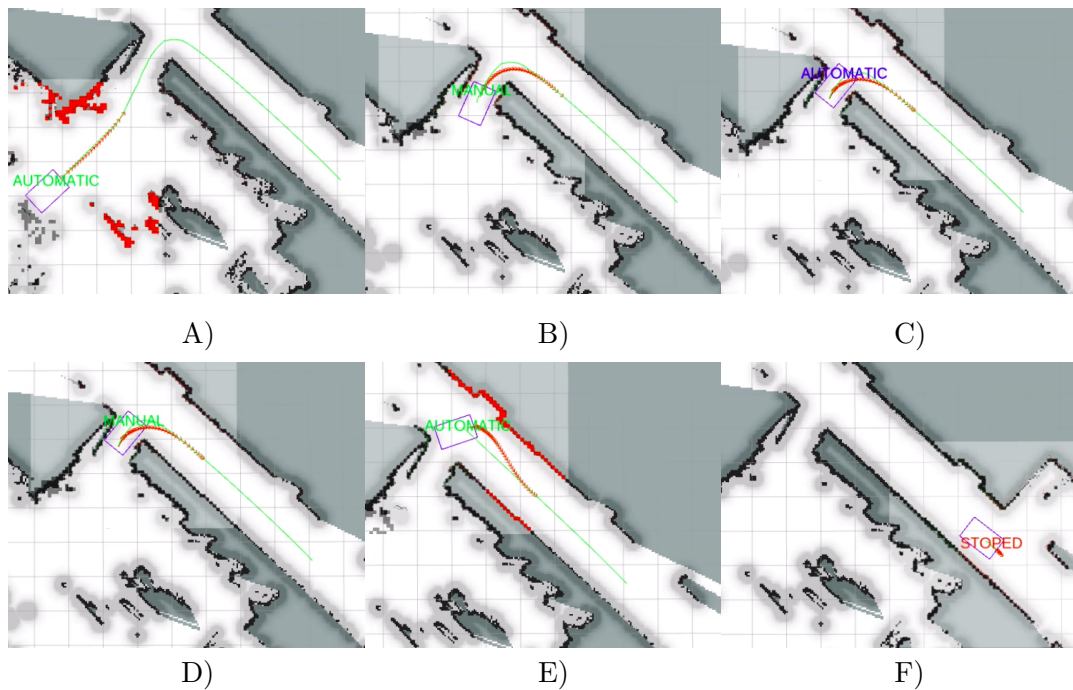 AUTOMATIC
MANUAL
AUTOMATIC
A)
B)
C)
MANUAL
AUTOMATIC
STOPED
D)
E)
F)